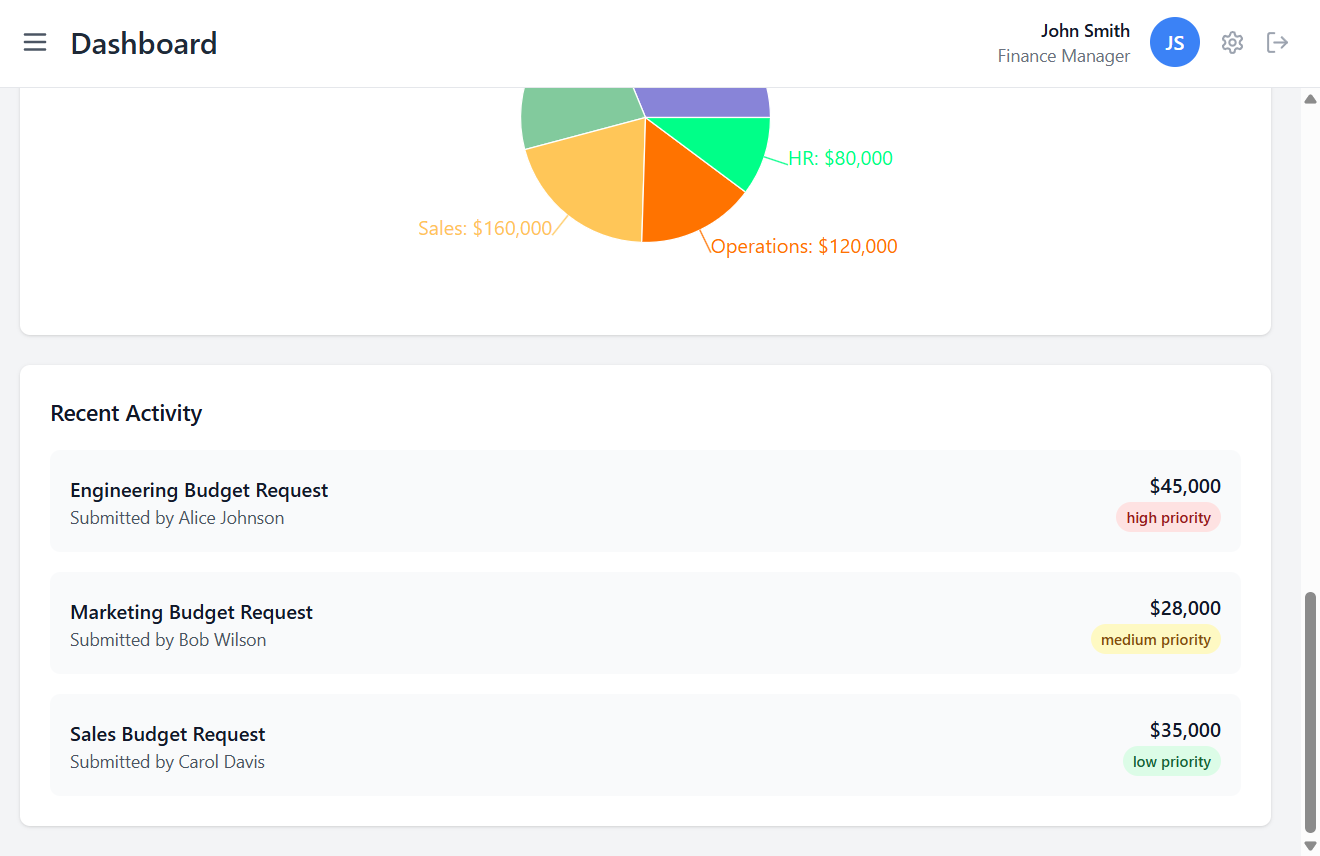 Dashboard
John Smith
Finance Manager
JS
HR: $80,000
Sales: $160,000
Operations: $120,000
Recent Activity
Engineering Budget Request
Submitted by Alice Johnson
$45,000
high priority
Marketing Budget Request
Submitted by Bob Wilson
$28,000
medium priority
Sales Budget Request
Submitted by Carol Davis
$35,000
low priority